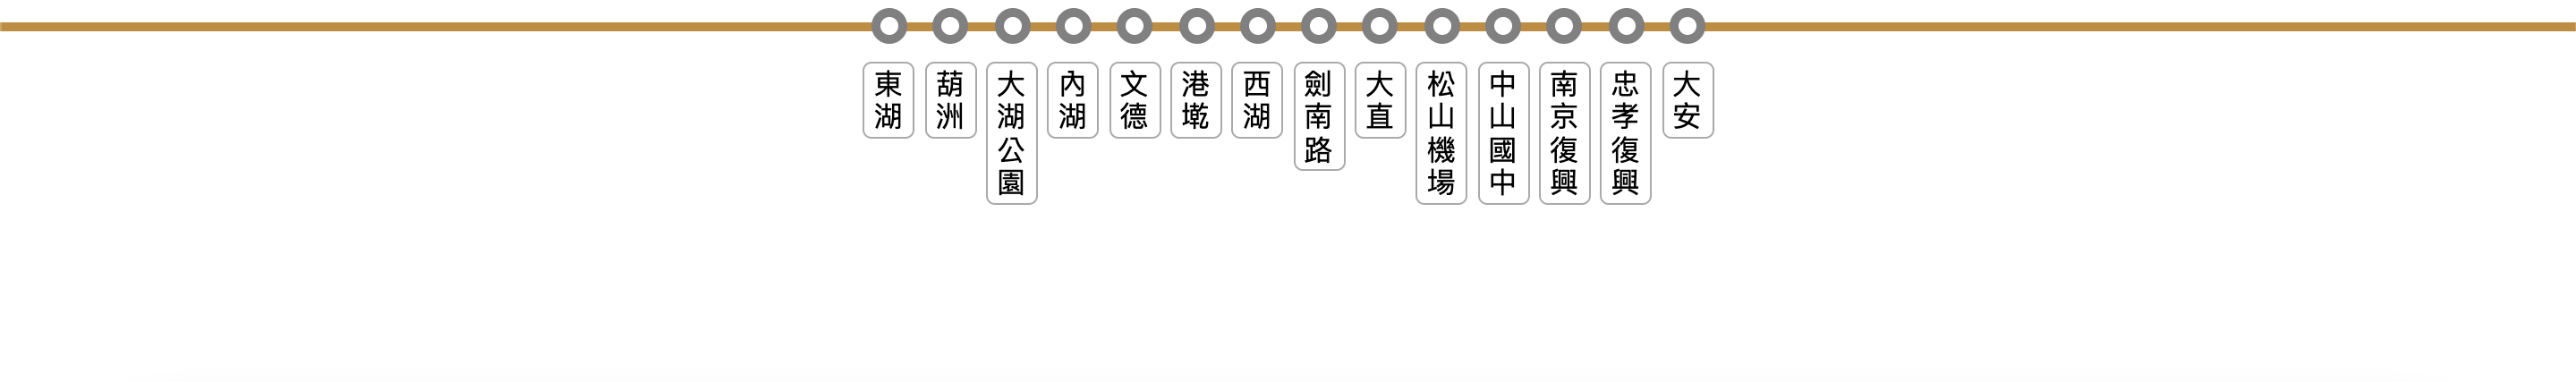 東湖
葫洲
大湖公園
內湖
文德
港墘
西湖
劍南路
大直
松山機場
中山國中
南京復興
忠孝復興
大安